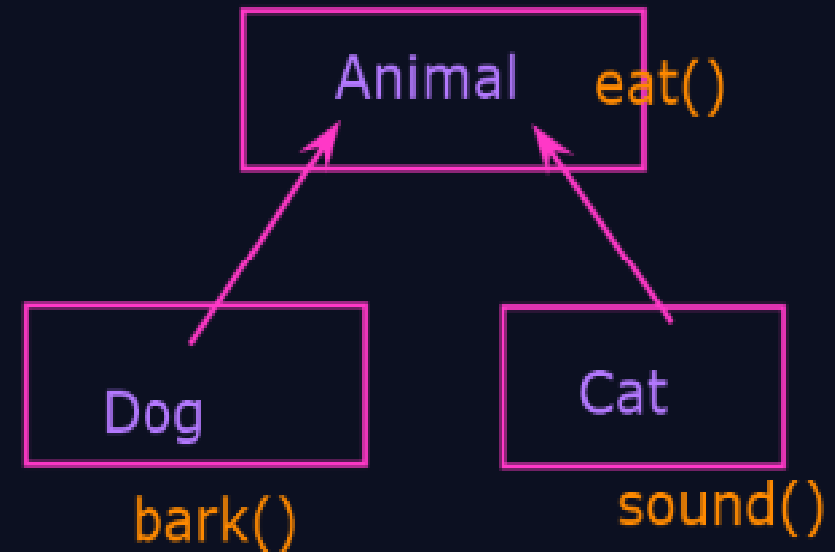 Animal
eat()
Dog
Cat
bark()
sound()